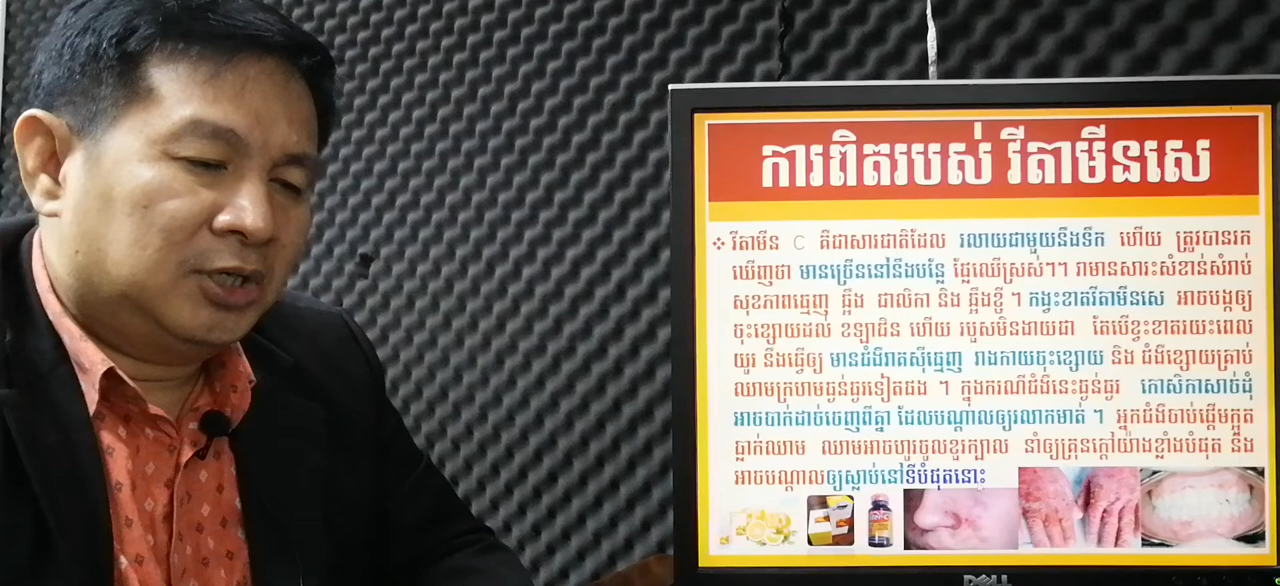 ការពិតរបស់ វីតាមីនសេ
❖ វីតាមីន C គឺជាសារជាតិដែល រលាយជាមួយនឹងទឹក ហើយ ត្រូវបានរក
ឃើញថា មានច្រើននៅនឹងបន្លែ ផ្លែឈើស្រស់ៗ។ វាមានសារៈសំខាន់សំរាប់
សុខភាពធ្មេញ ឆ្អឹង ជាលិកា និង ឆ្អឹងខ្ចី ។ កង្វះខាតវីតាមីនសេ អាចបង្កឲ្យ
ចុះខ្សោយដល់ ខឡាជិន ហើយ របួសមិនងាយជា តែបើខ្វះខាតរយះពេល
យូរ នឹងធ្វើឲ្យ មានជំងឺរាតស៊ីធ្មេញ រាងកាយចុះខ្សោយ និង ជំងឺខ្សោយគ្រាប់
ឈាមក្រហមធ្ងន់ធ្ងរទៀតផង ។ ក្នុងករណីជំងឺនេះធ្ងន់ធ្ងរ កោសិកាសាច់ដុំ
អាចបាក់ដាច់ចេញពីគ្នា ដែលបណ្តាលឲ្យរលាកមាត់ ។ អ្នកជំងឺចាប់ផ្តើមក្អួត
ធ្លាក់ឈាម ឈាមអាចហូរចូលខួរក្បាល នាំឲ្យគ្រុនក្តៅយ៉ាងខ្លាំងបំផុត និង
អាចបណ្តាលឲ្យស្លាប់នៅទីបំផុតនោះ
DELL